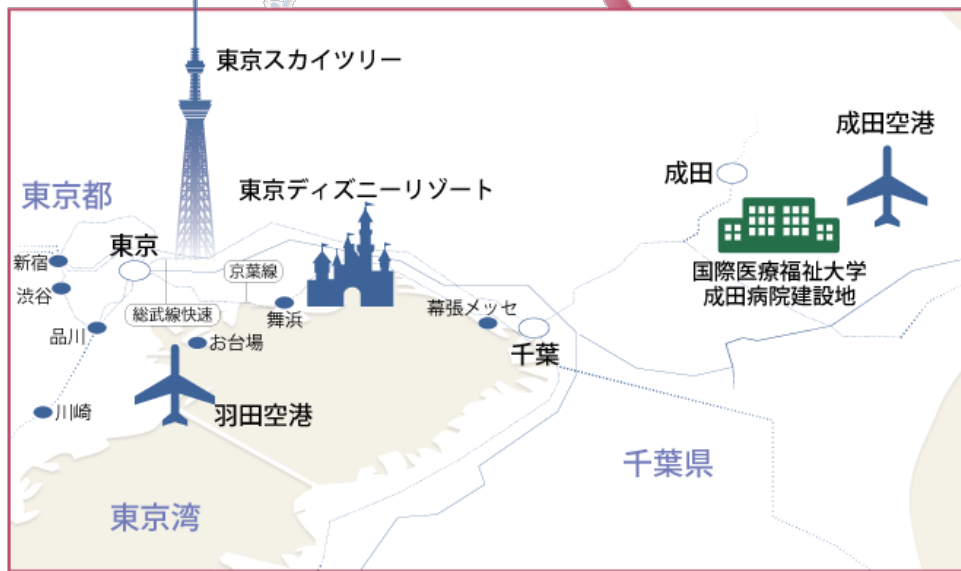 東京スカイツリー
成田空港
成田
東京都
東京ディズニーリゾート
東京
新宿
京葉線
国際医療福祉大学
成田病院建設地
渋谷
総武線快速
舞浜
幕張メッセ
品川
お台場
千葉
川崎
羽田空港
千葉県
東京湾